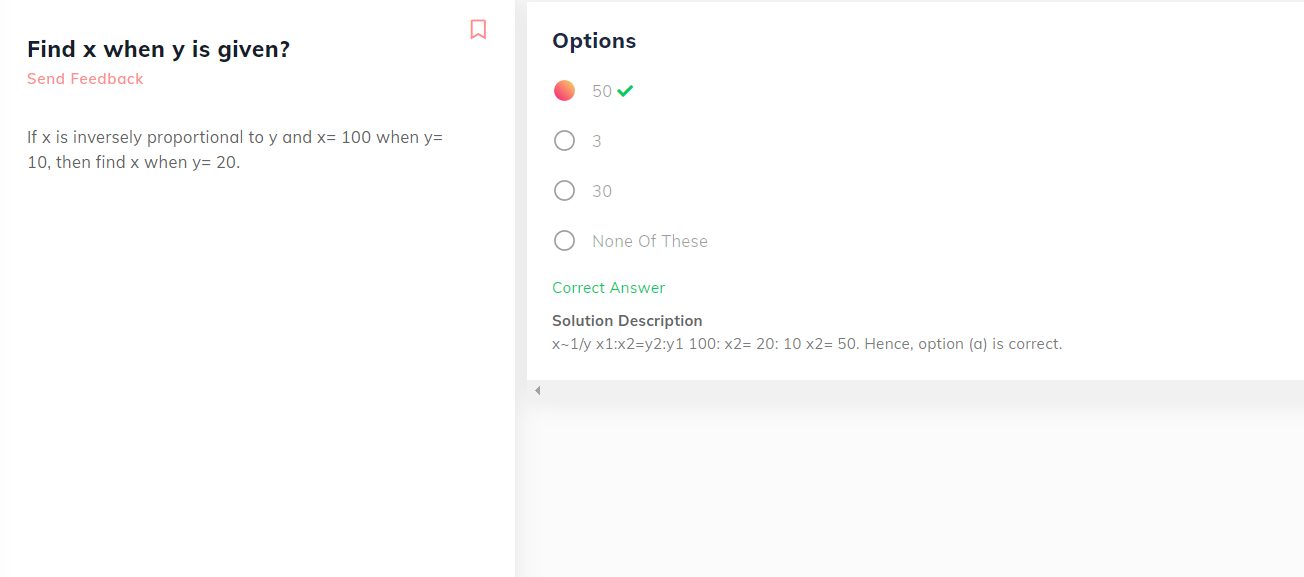 Find x when y is given?
Send Feedback
If x is inversely proportional to y and x= 100 when y=
10, then find x when y= 20.
Options
50
3
30
None Of These
Correct Answer
Solution Description
x~1/y x1:x2=y2:y1 100: x2= 20: 10 x2= 50. Hence, option (a) is correct.